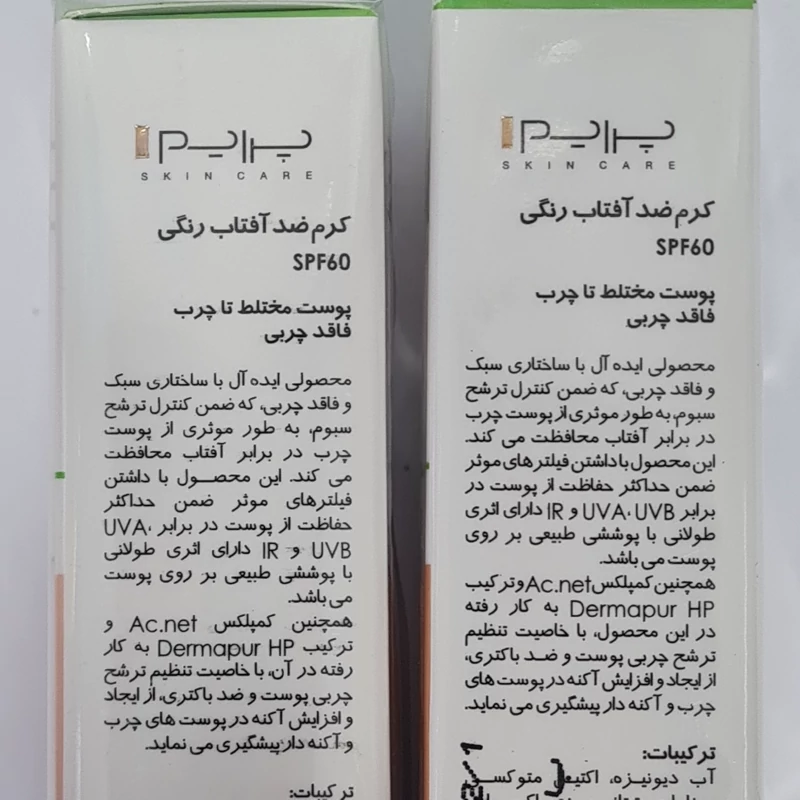 پرایم
SKIN CARE
کرم ضد آفتاب رنگی
SPF60
پوست مختلط تا چرب
فاقد چربی
محصولی ایده آل با ساختاری سبک
و فاقد چربی، که ضمن کنترل ترشح
سبوم، به طور موثری از پوست
چرب در برابر آفتاب محافظت
می کند. این محصول با داشتن
فیلترهای موثر ضمن حداکثر
حفاظت از پوست در برابر UVA،
UVB و IR دارای اثری طولانی
با پوششی طبیعی بر روی پوست
می باشد.
همچنین کمپلکس Ac.net و
ترکیب Dermapur HP به کار
رفته در آن، با خاصیت تنظیم ترشح
چربی پوست و ضد باکتری، از ایجاد
و افزایش آکنه در پوست های چرب
و آکنه دار پیشگیری می نماید.
ترکیبات:
پرایم
SKIN CARE
کرم ضد آفتاب رنگی
SPF60
پوست مختلط تا چرب
فاقد چربی
محصولی ایده آل با ساختاری سبک
و فاقد چربی، که ضمن کنترل ترشح
سبوم، به طور موثری از پوست چرب
در برابر آفتاب محافظت می کند.
این محصول با داشتن فیلترهای موثر
ضمن حداکثر حفاظت از پوست در
برابر UVA، UVB و IR دارای اثری
طولانی با پوششی طبیعی بر روی
پوست می باشد.
همچنین کمپلکس Ac.net و ترکیب
Dermapur HP به کار رفته
در این محصول، با خاصیت تنظیم
ترشح چربی پوست و ضد باکتری،
از ایجاد و افزایش آکنه در پوست های
چرب و آکنه دار پیشگیری می نماید.
ترکیبات:
آب دیونیزه، اکتیمو متوکسی